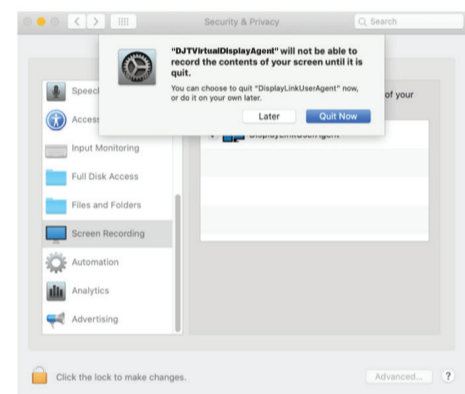 Security & Privacy
Search
"DJTVirtualDisplayAgent" will not be able to
record the contents of your screen until it is
quit.
You can choose to quit "DisplayLinkUserAgent" now,
or do it on your own later.
Later
Quit Now
of your
DisplayLinkUserAgent
Speech
Access
Input Monitoring
Full Disk Access
Files and Folders
Screen Recording
Automation
Analytics
Advertising
Click the lock to make changes.
Advanced...
?